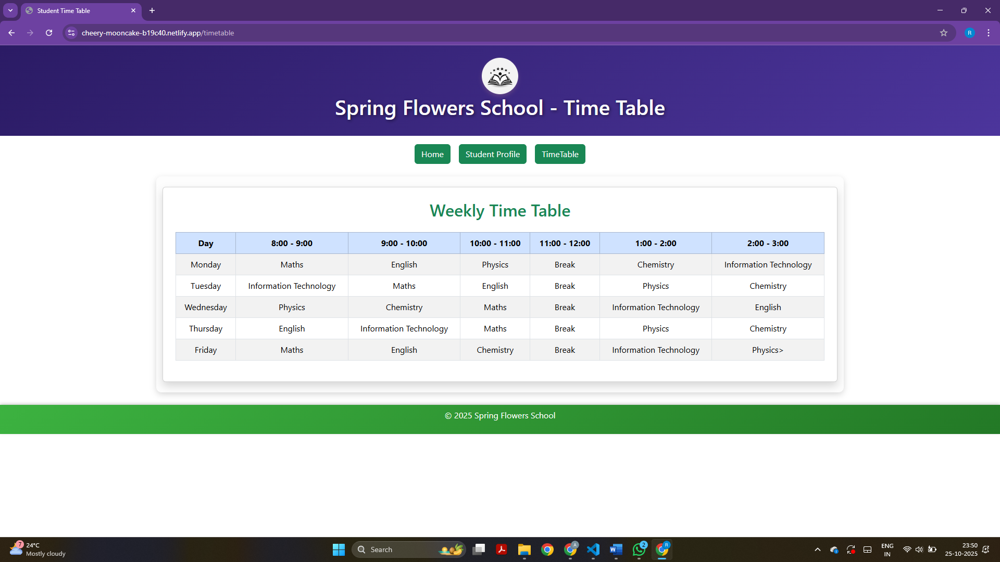 Student Time Table
cheery-mooncake-b19c40.netlify.app/timetable
R
Spring Flowers School - Time Table
Home Student Profile TimeTable
Weekly Time Table
Day 8:00 - 9:00 9:00 - 10:00 10:00 - 11:00 11:00 - 12:00 1:00 - 2:00 2:00 - 3:00
Monday Maths English Physics Break Chemistry Information Technology
Tuesday Information Technology Maths English Break Physics Chemistry
Wednesday Physics Chemistry Maths Break Information Technology English
Thursday English Information Technology Maths Break Physics Chemistry
Friday Maths English Chemistry Break Information Technology Physics>
© 2025 Spring Flowers School
7 24°C
Mostly cloudy
Search
A
W
2
R
ENG
IN
23:50
25-10-2025